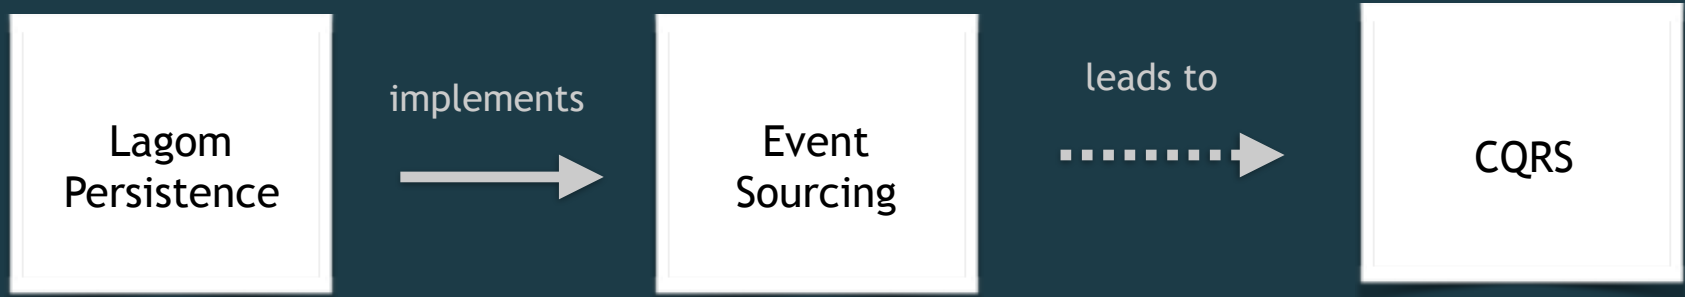 Lagom
Persistence
implements
Event
Sourcing
leads to
CQRS